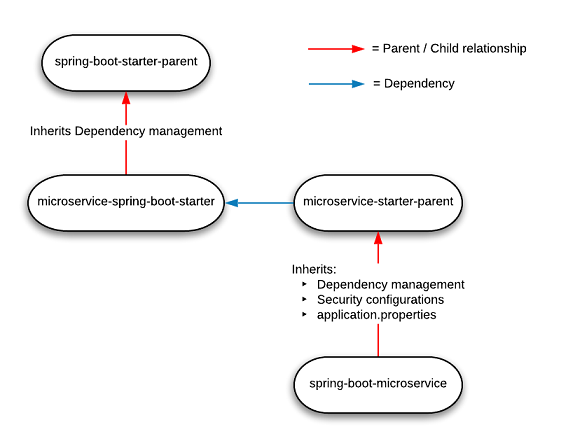 spring-boot-starter-parent
= Parent / Child relationship
= Dependency
Inherits Dependency management
microservice-spring-boot-starter
microservice-starter-parent
Inherits:
‣ Dependency management
‣ Security configurations
‣ application.properties
spring-boot-microservice